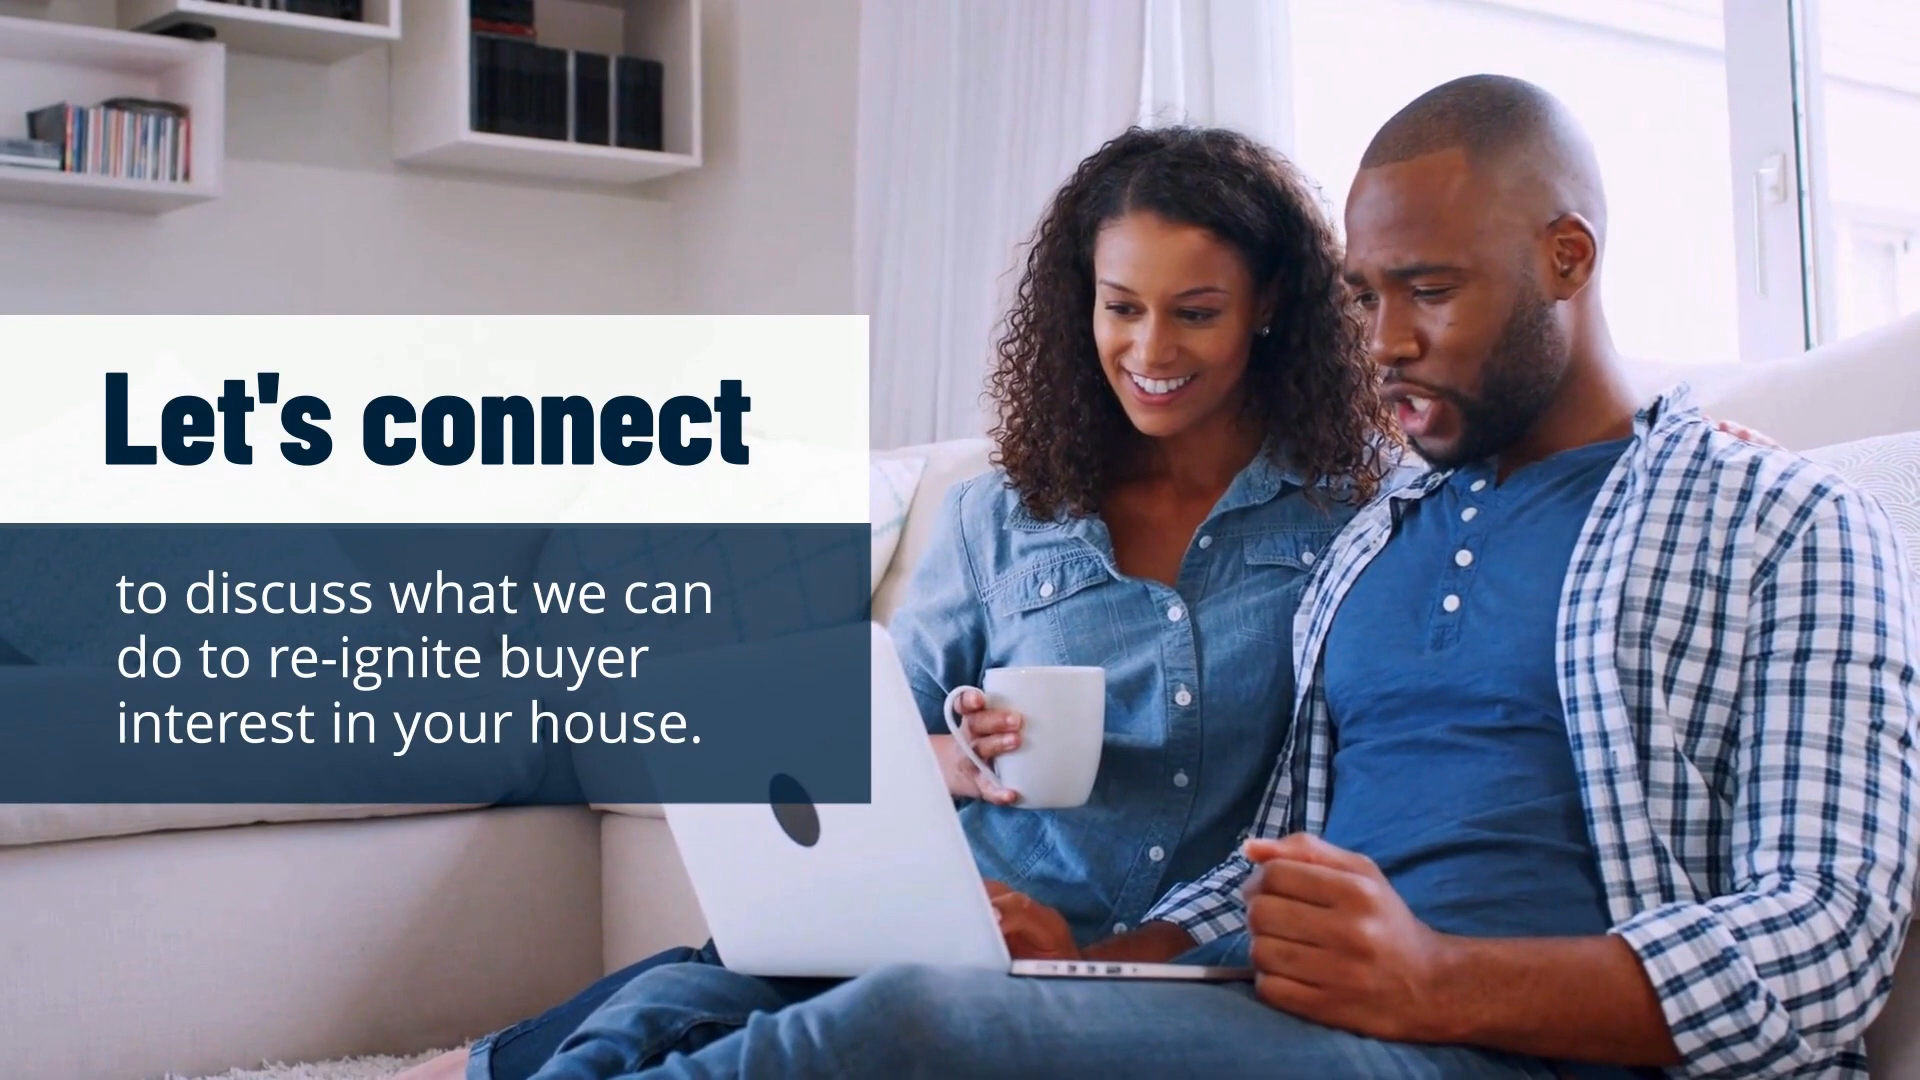 Let's connect
to discuss what we can
do to re-ignite buyer
interest in your house.